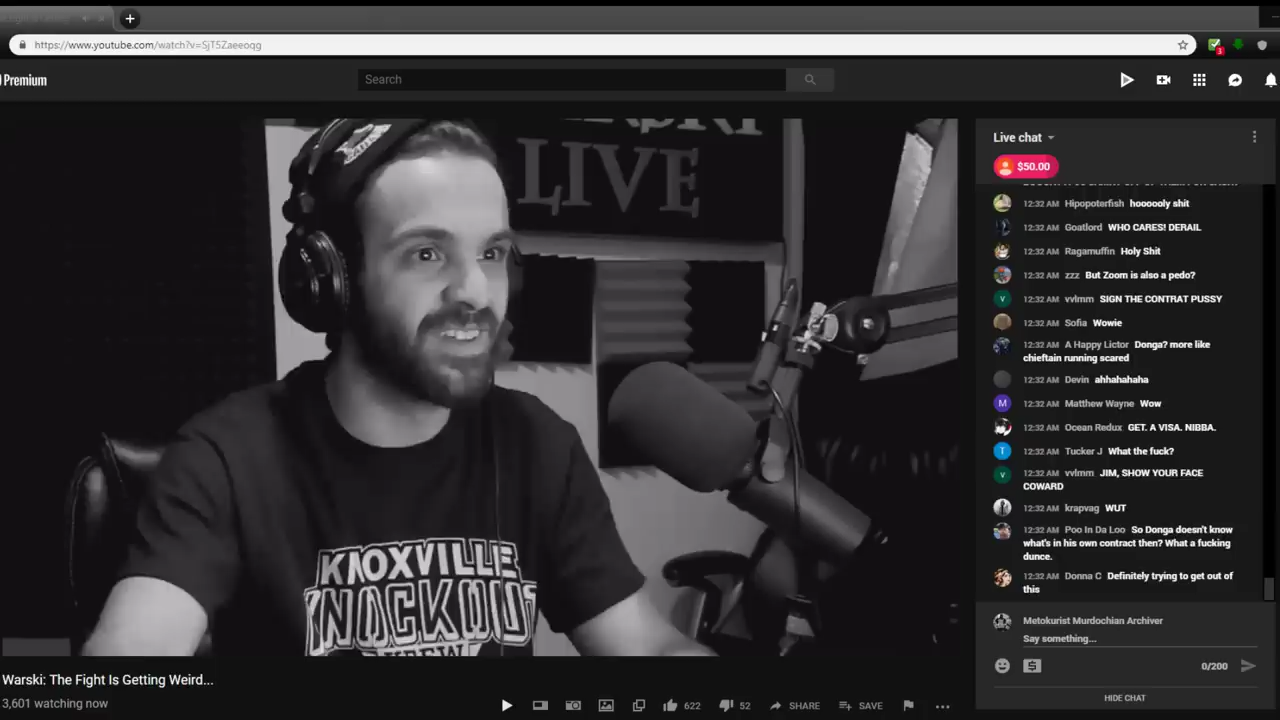 https://www.youtube.com/watch?v=SjT5Zaeeoqg
Premium
Search
LIVE
KNOXVILLE
KNOCKOUT
Live chat
$50.00
12:32 AM Hipopoterfish hoooooly shit
12:32 AM Goatlord WHO CARES! DERAIL
12:32 AM Ragamuffin Holy Shit
12:32 AM zzz But Zoom is also a pedo?
12:32 AM vvlmm SIGN THE CONTRAT PUSSY
12:32 AM Sofia Wowie
12:32 AM A Happy Lictor Donga? more like
chieftain running scared
12:32 AM Devin ahhahahaha
M 12:32 AM Matthew Wayne Wow
12:32 AM Ocean Redux GET. A VISA. NIBBA.
T 12:32 AM Tucker J What the fuck?
12:32 AM vvlmm JIM, SHOW YOUR FACE
COWARD
12:32 AM krapvag WUT
12:32 AM Poo In Da Loo So Donga doesn't know
what's in his own contract then? What a fucking
dunce.
12:32 AM Donna C Definitely trying to get out of
this
Metokurist Murdochian Archiver
Say something...
0/200
HIDE CHAT
Warski: The Fight Is Getting Weird...
3,601 watching now
622
52
SHARE
SAVE